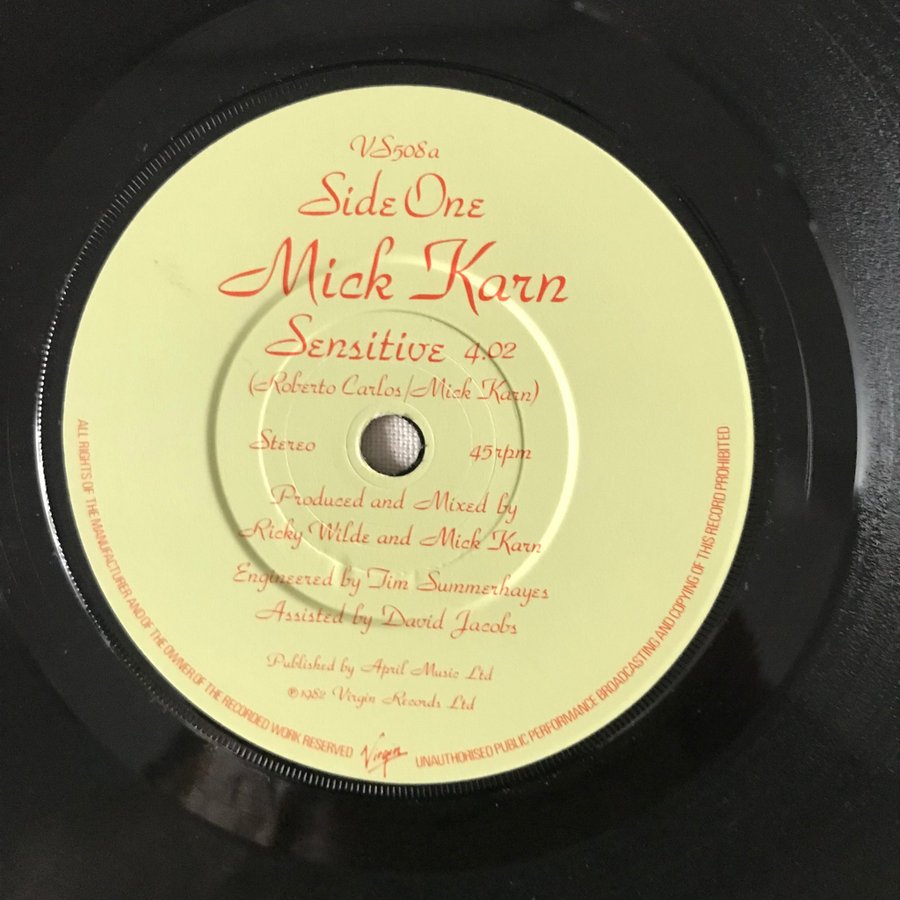 VS508a
Side One
Mick Karn
Sensitive 4.02
(Roberto Carlos/Mick Karn)
Stereo 45rpm
Produced and Mixed by
Ricky Wilde and Mick Karn
Engineered by Tim Summerhayes
Assisted by David Jacobs
Published by April Music Ltd
℗ 1982 Virgin Records Ltd
ALL RIGHTS OF THE MANUFACTURER AND OF THE OWNER OF THE RECORDED WORK RESERVED
Virgin
UNAUTHORISED PUBLIC PERFORMANCE BROADCASTING AND COPYING OF THIS RECORD PROHIBITED